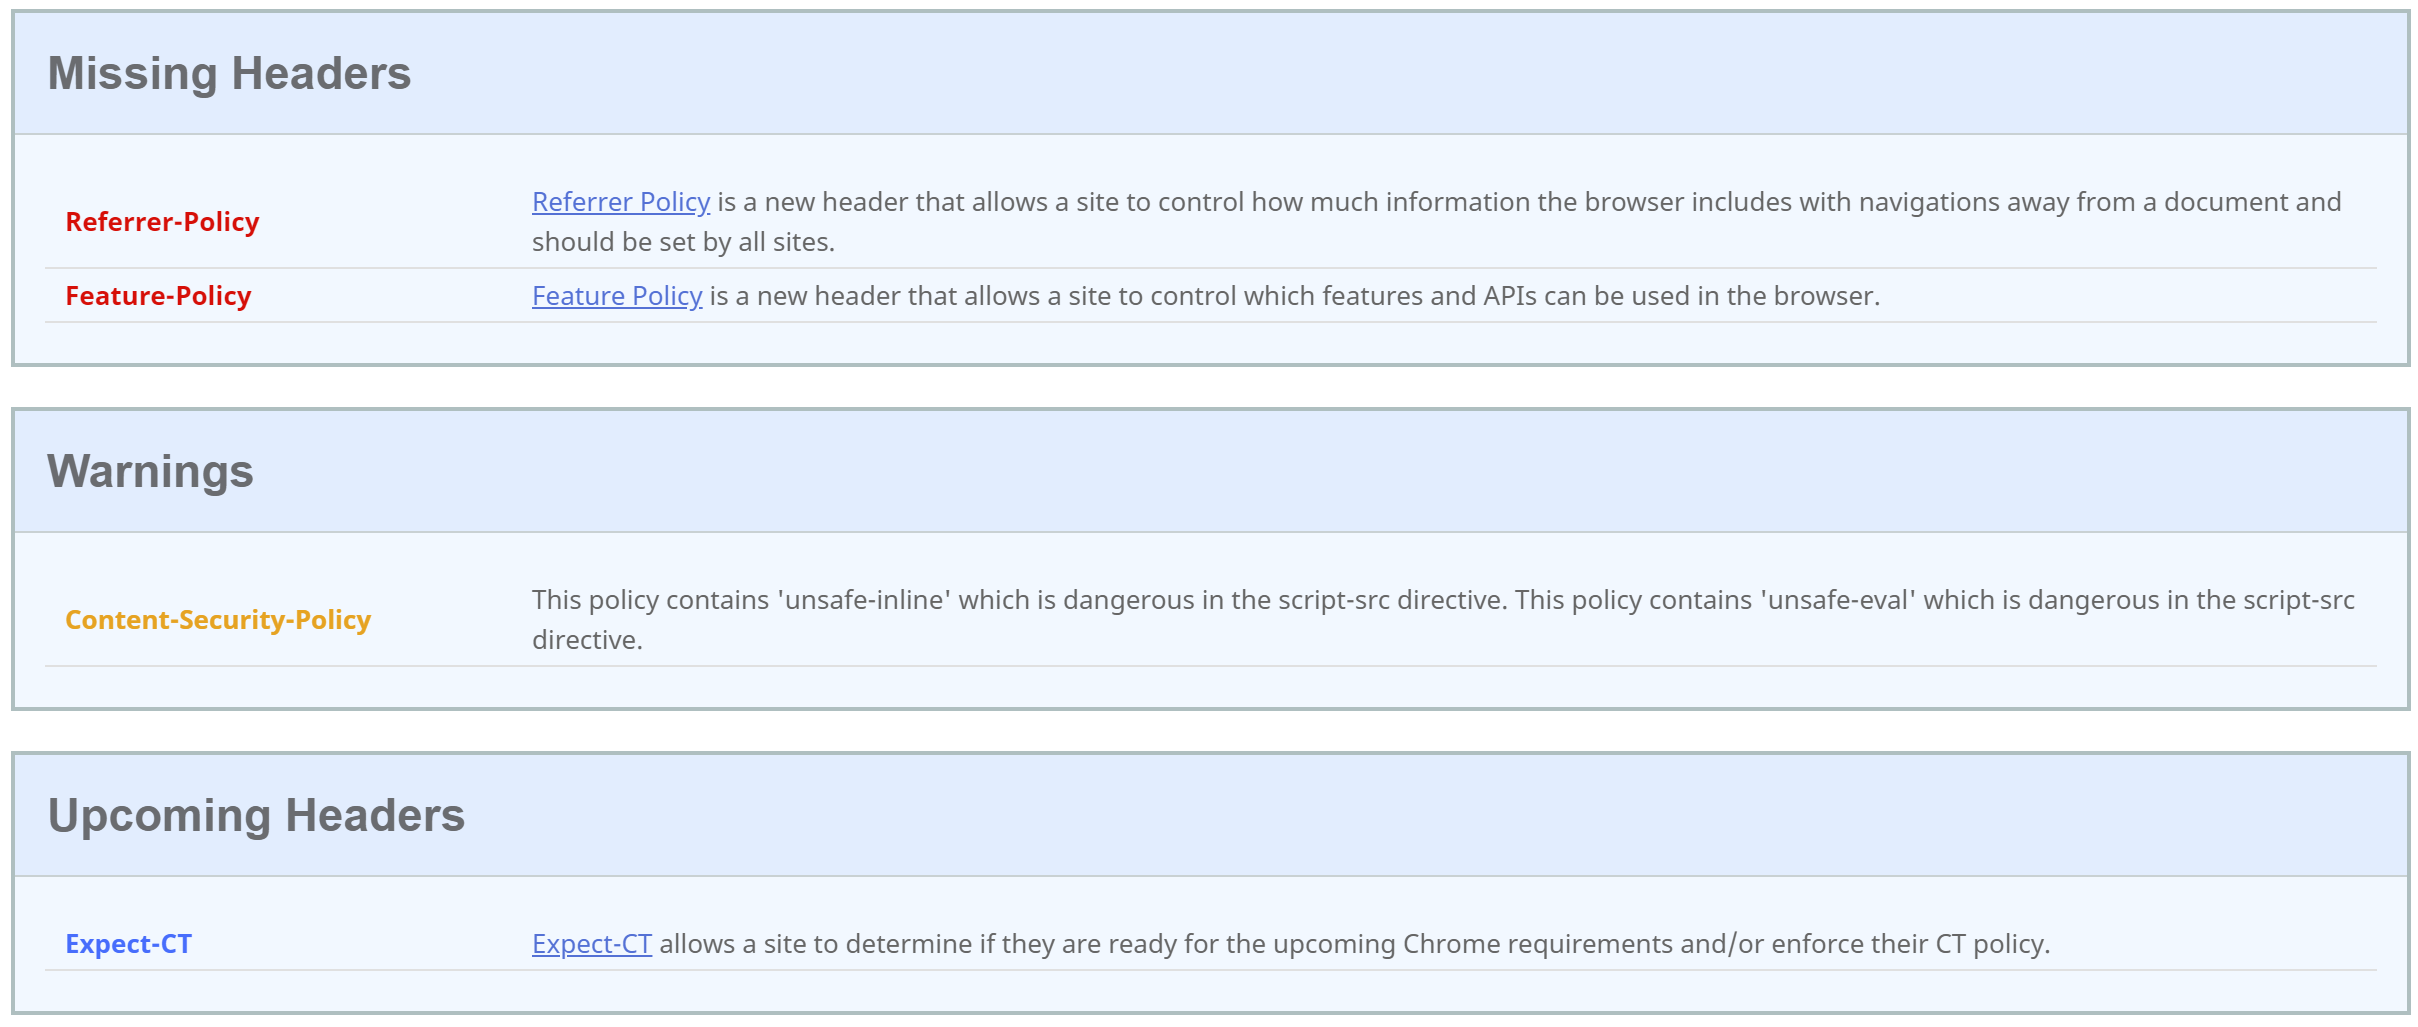 Missing Headers
Referrer-Policy
Referrer Policy is a new header that allows a site to control how much information the browser includes with navigations away from a document and
should be set by all sites.
Feature-Policy
Feature Policy is a new header that allows a site to control which features and APIs can be used in the browser.
Warnings
Content-Security-Policy
This policy contains 'unsafe-inline' which is dangerous in the script-src directive. This policy contains 'unsafe-eval' which is dangerous in the script-src
directive.
Upcoming Headers
Expect-CT
Expect-CT allows a site to determine if they are ready for the upcoming Chrome requirements and/or enforce their CT policy.